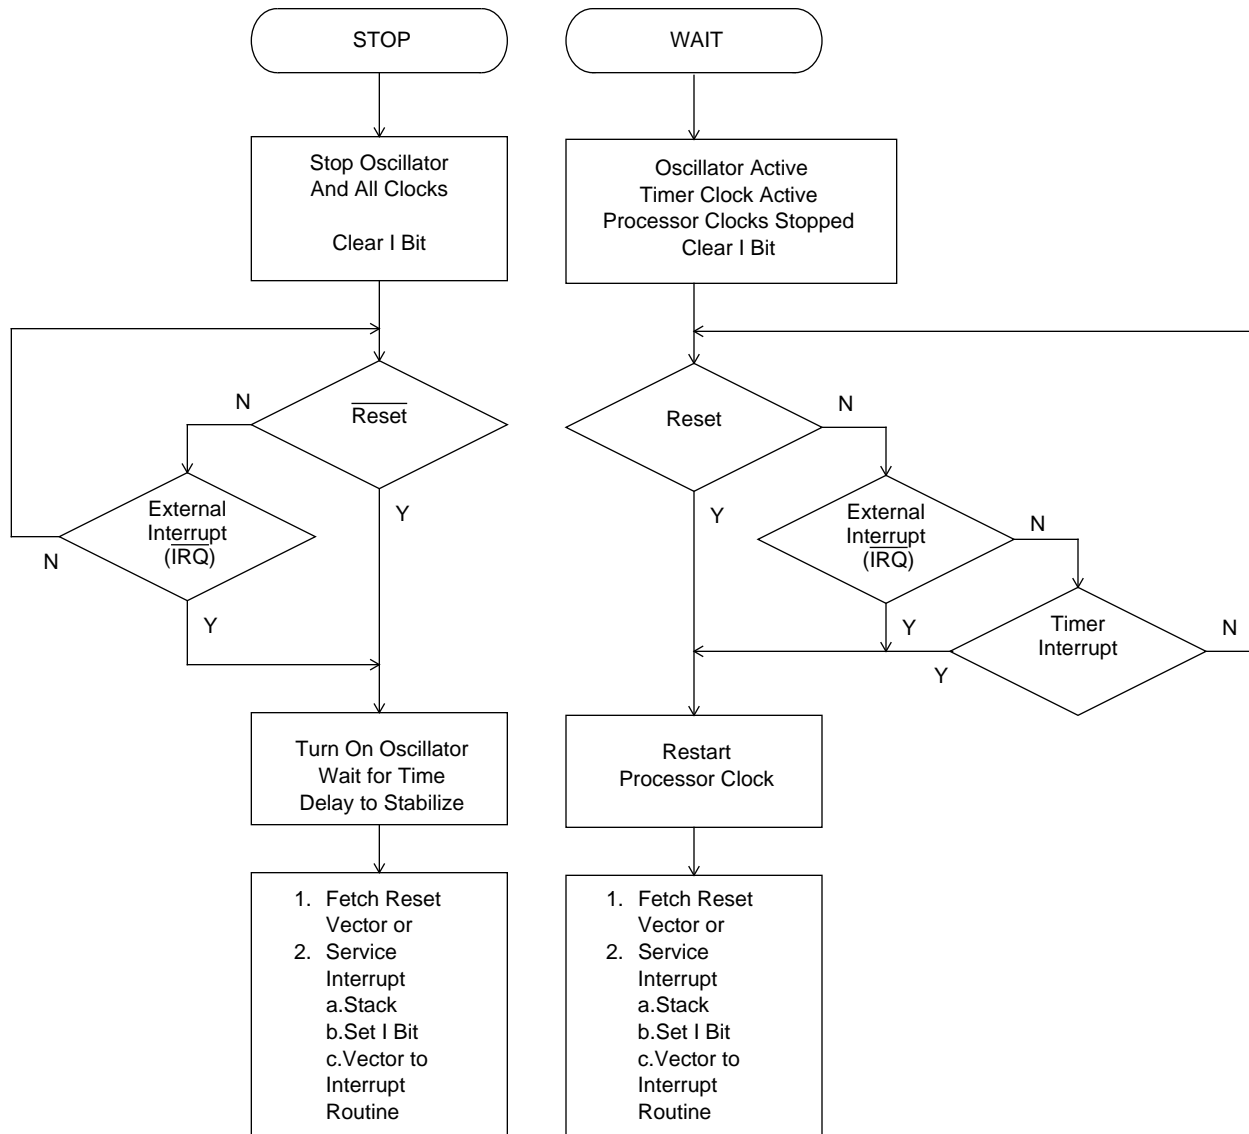 STOP
Stop Oscillator
And All Clocks
Clear I Bit
Reset
N
Y
External
Interrupt
(IRQ)
N
Y
Turn On Oscillator
Wait for Time
Delay to Stabilize
1. Fetch Reset
Vector or
2. Service
Interrupt
a.Stack
b.Set I Bit
c.Vector to
Interrupt
Routine
WAIT
Oscillator Active
Timer Clock Active
Processor Clocks Stopped
Clear I Bit
Reset
N
Y
External
Interrupt
(IRQ)
N
Y
Timer
Interrupt
N
Y
Restart
Processor Clock
1. Fetch Reset
Vector or
2. Service
Interrupt
a.Stack
b.Set I Bit
c.Vector to
Interrupt
Routine